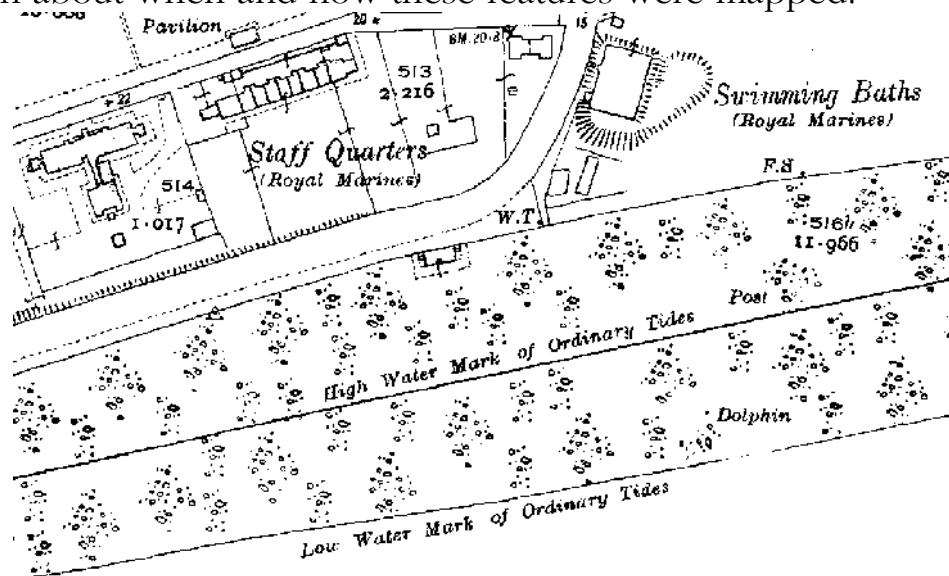 about when and how these features were mapped.
Pavilion
20
B.M. 20·8
15
+22
513
2·216
Swimming Baths
(Royal Marines)
Staff Quarters
(Royal Marines)
514
1·017
F.S.
W.T.
516
11·966
Post
High Water Mark of Ordinary Tides
Dolphin
Low Water Mark of Ordinary Tides